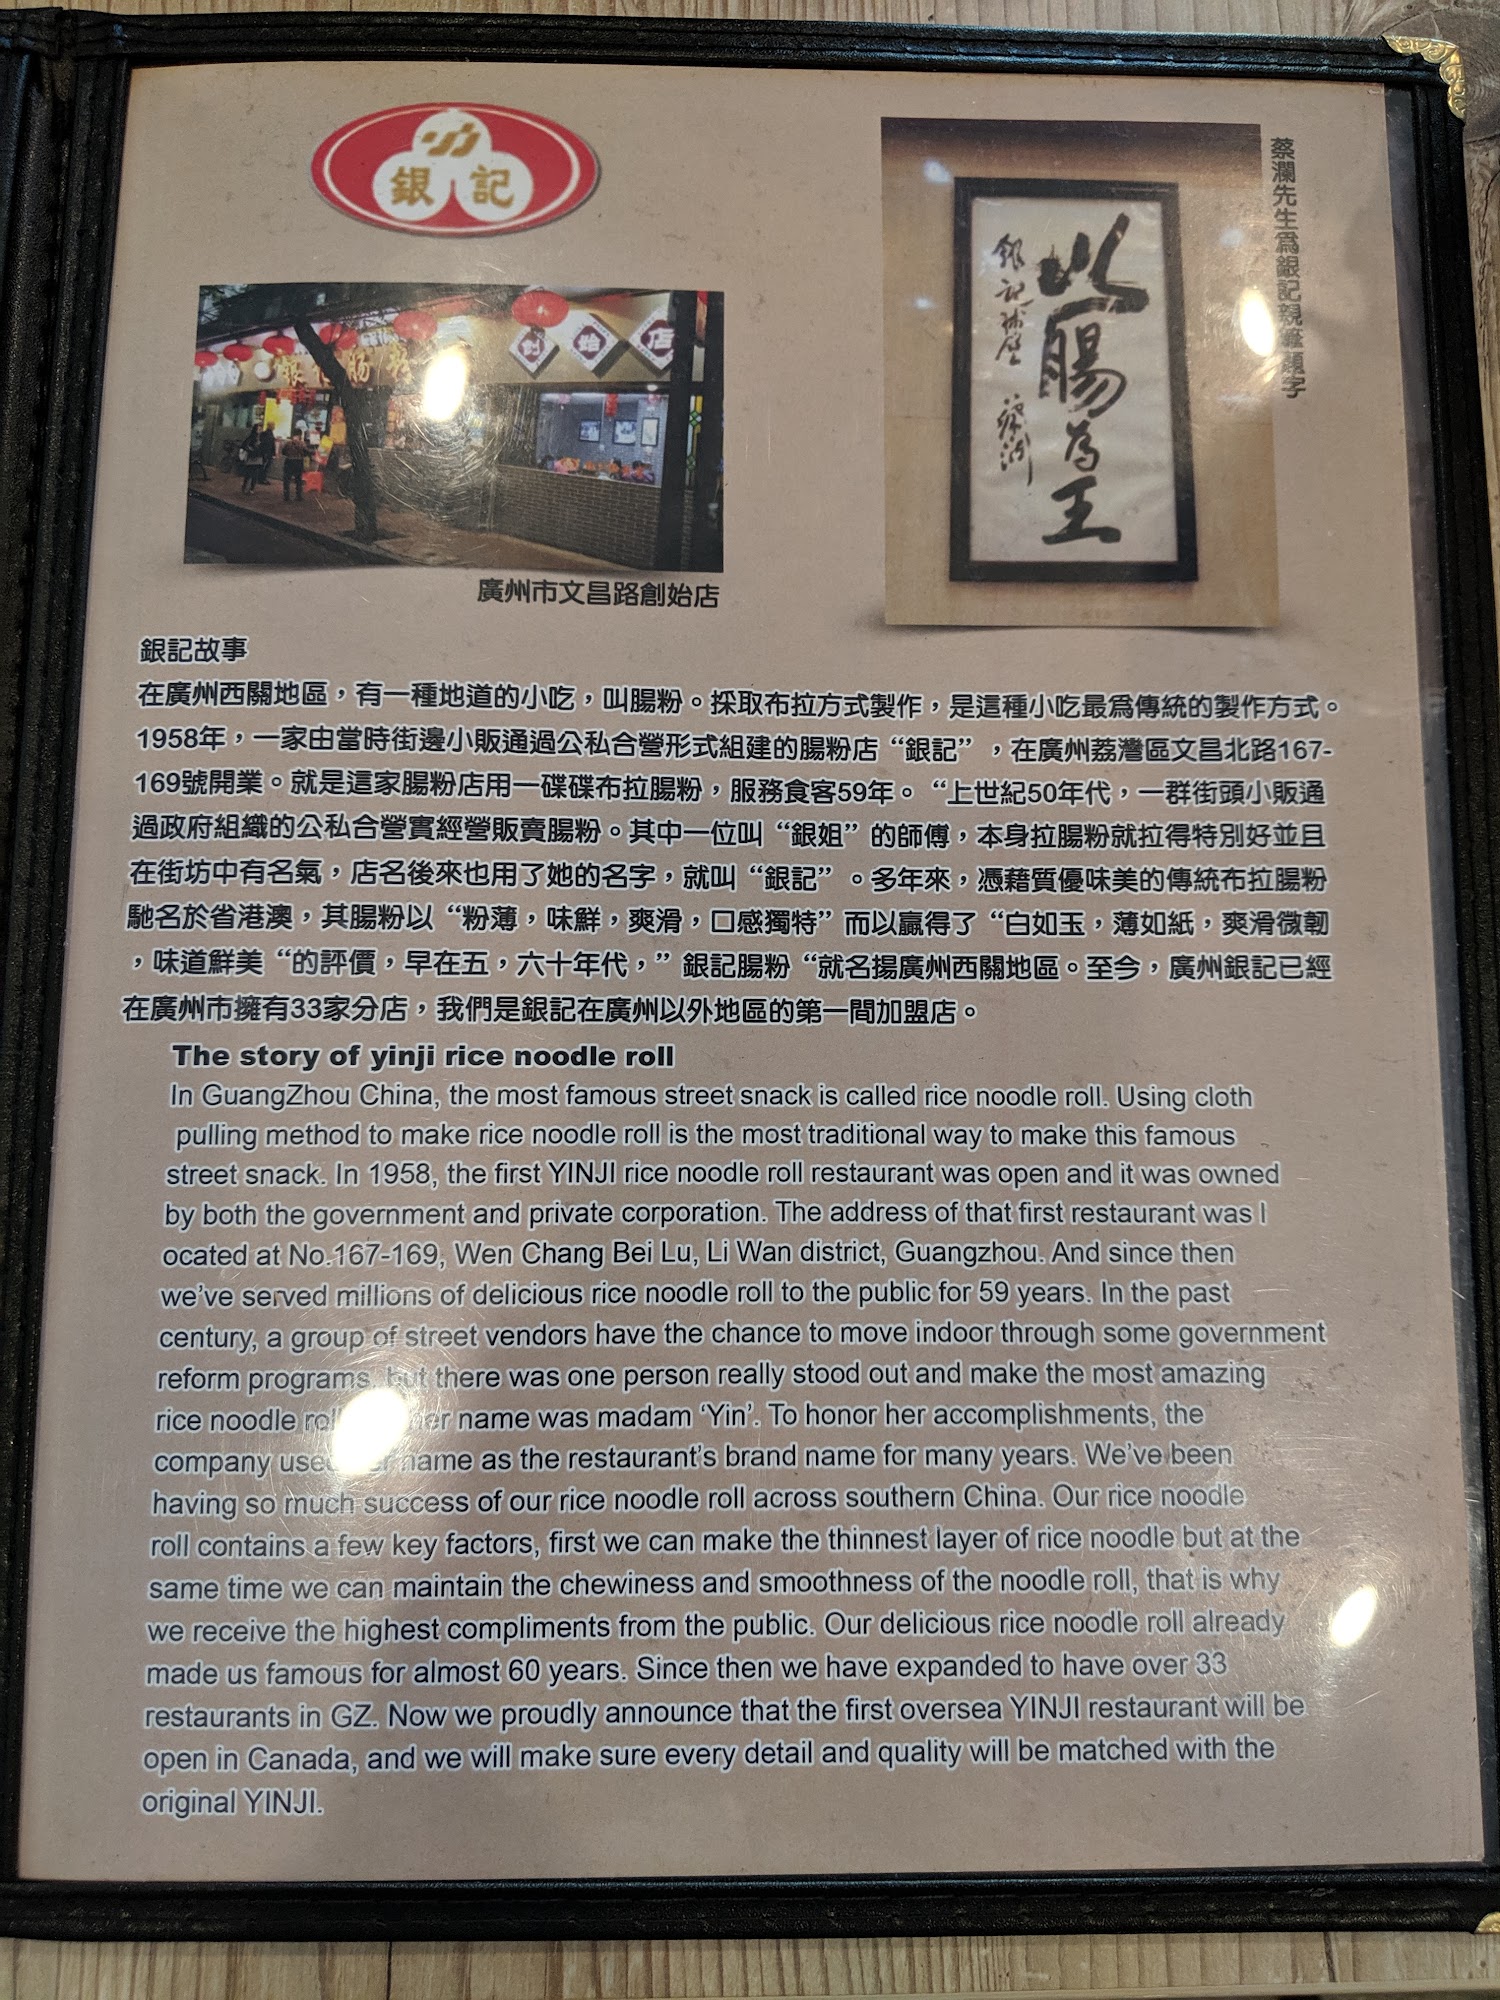 銀記
蔡瀾先生爲銀記親筆題字
以腸為王
銀記
蔡瀾
創始店
銀記腸粉
廣州市文昌路創始店
銀記故事
在廣州西關地區，有一種地道的小吃，叫腸粉。採取布拉方式製作，是這種小吃最爲傳統的製作方式。
1958年，一家由當時街邊小販通過公私合營形式組建的腸粉店“銀記”，在廣州荔灣區文昌北路167-
169號開業。就是這家腸粉店用一碟碟布拉腸粉，服務食客59年。“上世紀50年代，一群街頭小販通
過政府組織的公私合營實經營販賣腸粉。其中一位叫“銀姐”的師傅，本身拉腸粉就拉得特別好並且
在街坊中有名氣，店名後來也用了她的名字，就叫“銀記”。多年來，憑藉質優味美的傳統布拉腸粉
馳名於省港澳，其腸粉以“粉薄，味鮮，爽滑，口感獨特”而以贏得了“白如玉，薄如紙，爽滑微韌
，味道鮮美“的評價，早在五，六十年代，”銀記腸粉“就名揚廣州西關地區。至今，廣州銀記已經
在廣州市擁有33家分店，我們是銀記在廣州以外地區的第一間加盟店。
The story of yinji rice noodle roll
In GuangZhou China, the most famous street snack is called rice noodle roll. Using cloth
pulling method to make rice noodle roll is the most traditional way to make this famous
street snack. In 1958, the first YINJI rice noodle roll restaurant was open and it was owned
by both the government and private corporation. The address of that first restaurant was l
ocated at No.167-169, Wen Chang Bei Lu, Li Wan district, Guangzhou. And since then
we've served millions of delicious rice noodle roll to the public for 59 years. In the past
century, a group of street vendors have the chance to move indoor through some government
reform programs, but there was one person really stood out and make the most amazing
rice noodle name was madam 'Yin'. To honor her accomplishments, the
company name as the restaurant's brand name for many years. We've been
having so much success of our rice noodle roll across southern China. Our rice noodle
roll contains a few key factors, first we can make the thinnest layer of rice noodle but at the
same time we can maintain the chewiness and smoothness of the noodle roll, that is why
we receive the highest compliments from the public. Our delicious rice noodle roll already
made us famous for almost 60 years. Since then we have expanded to have over 33
restaurants in GZ. Now we proudly announce that the first oversea YINJI restaurant will be
open in Canada, and we will make sure every detail and quality will be matched with the
original YINJI.